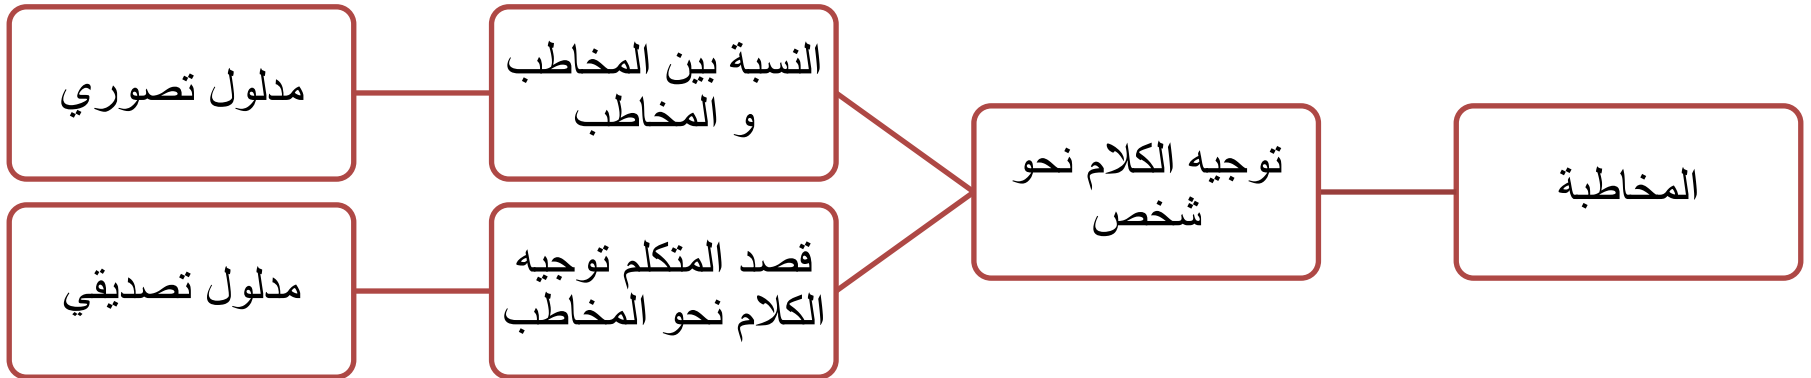 المخاطبة
توجيه الكلام نحو
شخص
النسبة بين المخاطب
و المخاطب
مدلول تصوري
قصد المتكلم توجيه
الكلام نحو المخاطب
مدلول تصديقي